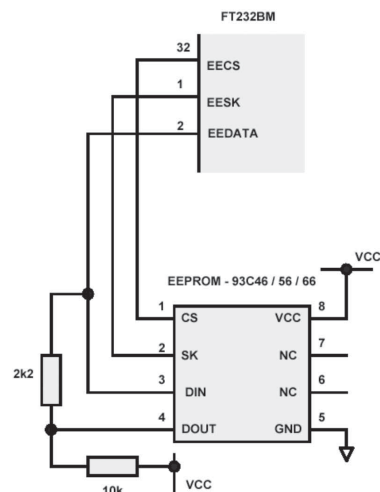 FT232BM
32
EECS
1
EESK
2
EEDATA
VCC
EEPROM - 93C46 / 56 / 66
1 CS VCC 8
2 SK NC 7
3 DIN NC 6
4 DOUT GND 5
2k2
10k
VCC